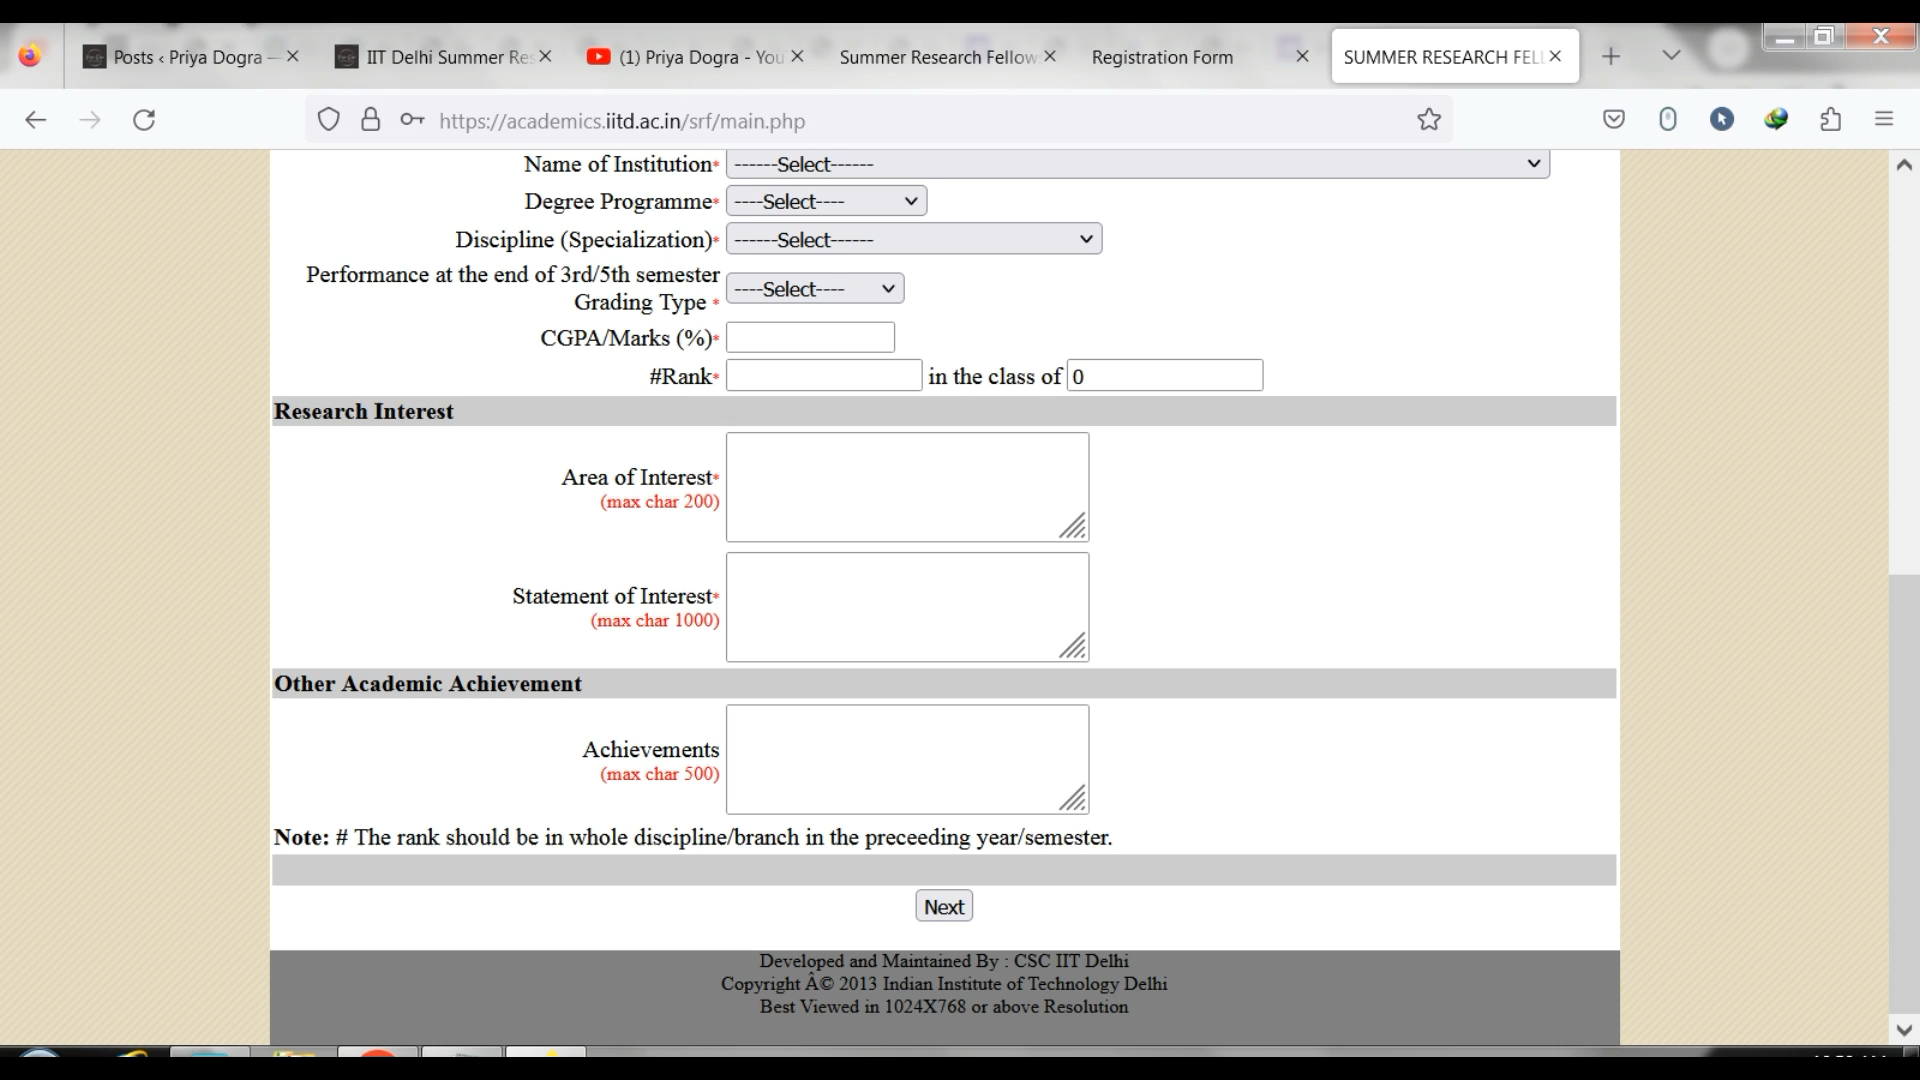 Posts ‹ Priya Dogra —
IIT Delhi Summer Res
(1) Priya Dogra - You
Summer Research Fellow
Registration Form
SUMMER RESEARCH FELL
https://academics.iitd.ac.in/srf/main.php
Name of Institution* ------Select------
Degree Programme* ----Select----
Discipline (Specialization)* ------Select------
Performance at the end of 3rd/5th semester
Grading Type * ----Select----
CGPA/Marks (%)*
#Rank* in the class of 0
Research Interest
Area of Interest*
(max char 200)
Statement of Interest*
(max char 1000)
Other Academic Achievement
Achievements
(max char 500)
Note: # The rank should be in whole discipline/branch in the preceeding year/semester.
Next
Developed and Maintained By : CSC IIT Delhi
Copyright Â© 2013 Indian Institute of Technology Delhi
Best Viewed in 1024X768 or above Resolution